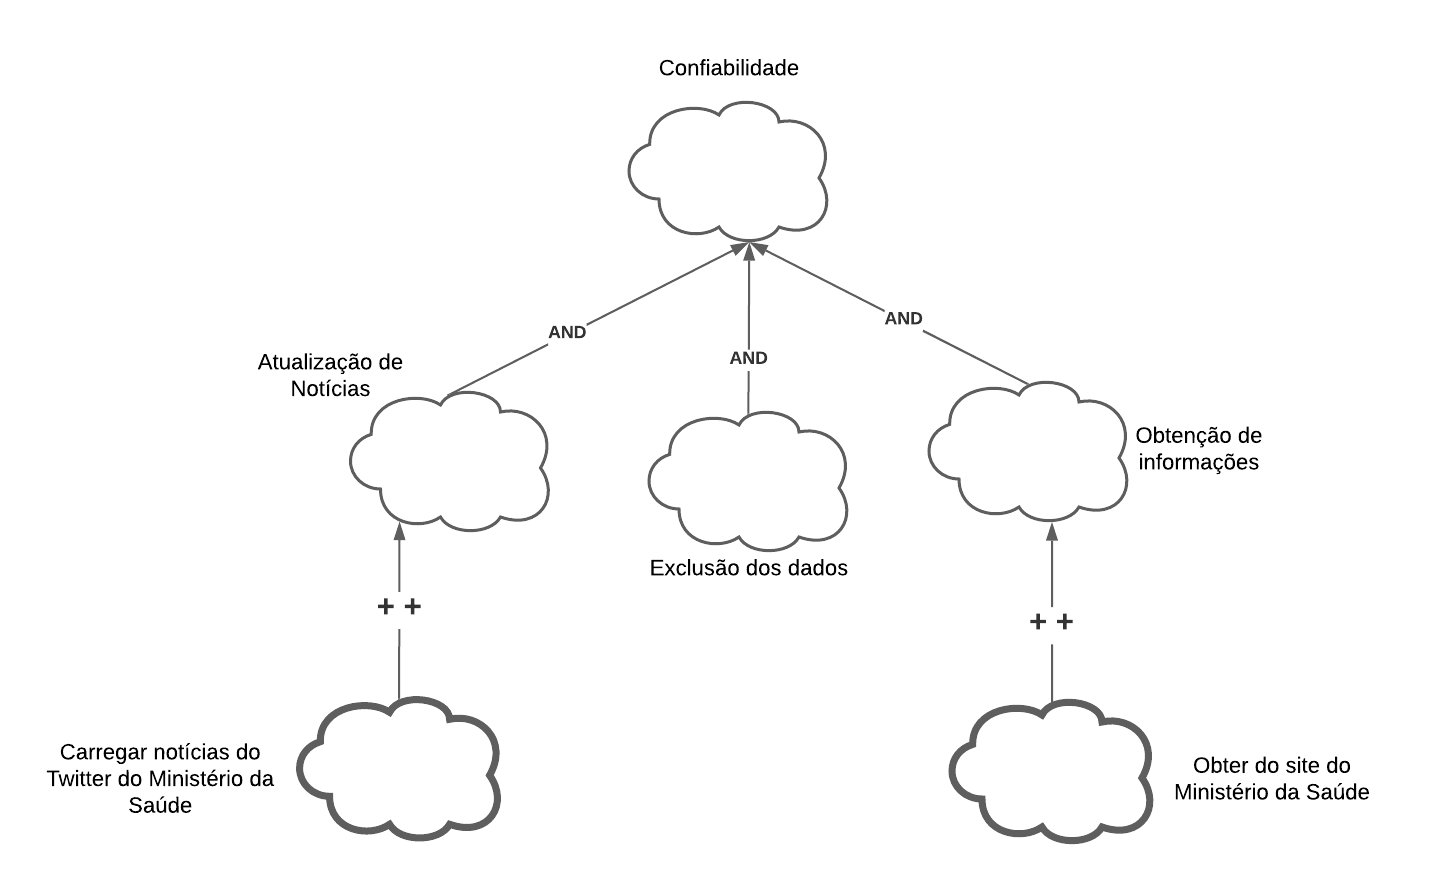 Confiabilidade
AND
AND
AND
Atualização de
Notícias
Obtenção de
informações
Exclusão dos dados
+ +
+ +
Carregar notícias do
Twitter do Ministério da
Saúde
Obter do site do
Ministério da Saúde